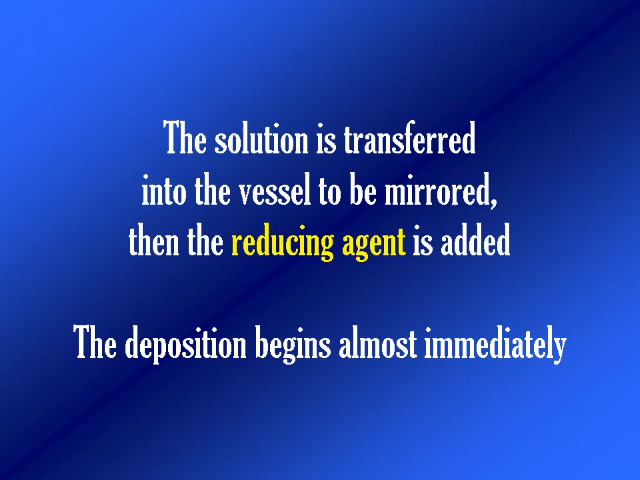 The solution is transferred
into the vessel to be mirrored,
then the reducing agent is added
The deposition begins almost immediately